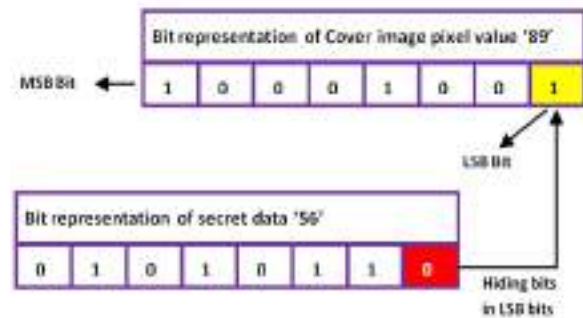 Bit representation of Cover image pixel value '89'
MSB Bit
1 0 0 0 1 0 0 1
LSB Bit
Bit representation of secret data '56'
0 1 0 1 0 1 1 0
Hiding bits
in LSB bits